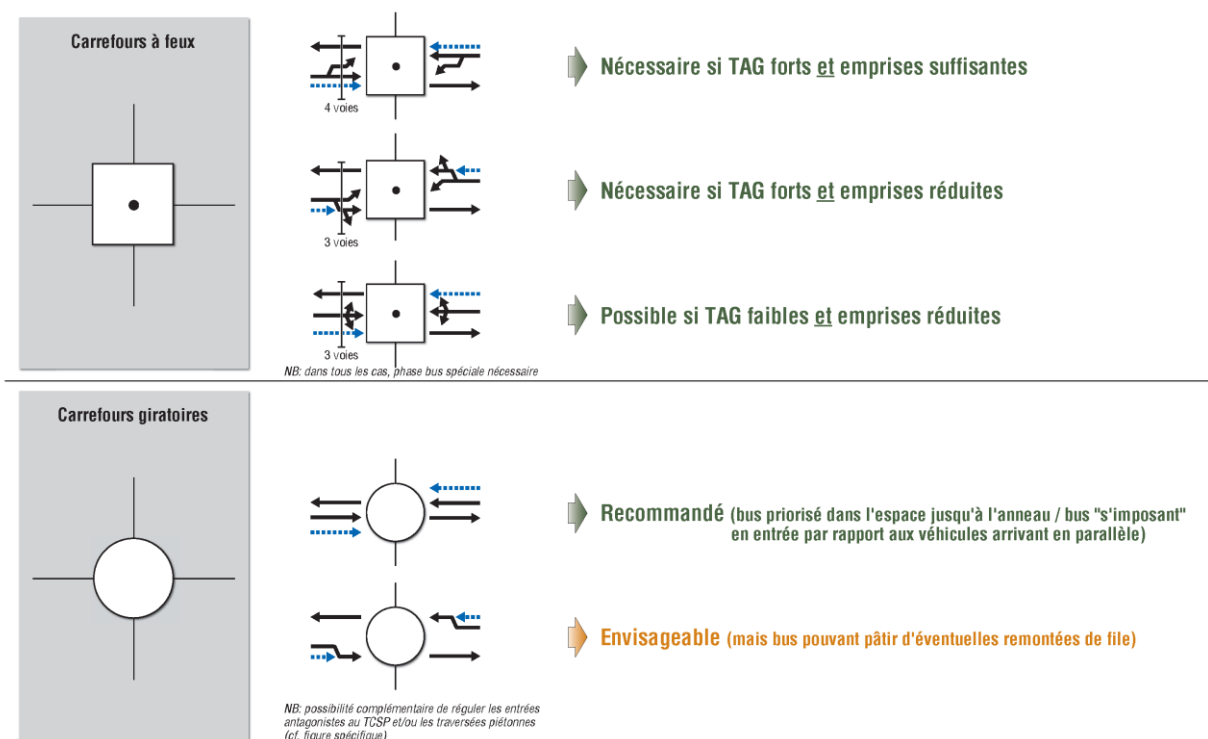 Carrefours à feux
4 voies
Nécessaire si TAG forts et emprises suffisantes
3 voies
Nécessaire si TAG forts et emprises réduites
3 voies
Possible si TAG faibles et emprises réduites
NB: dans tous les cas, phase bus spéciale nécessaire
Carrefours giratoires
Recommandé (bus priorisé dans l'espace jusqu'à l'anneau / bus "s'imposant"
en entrée par rapport aux véhicules arrivant en parallèle)
Envisageable (mais bus pouvant pâtir d'éventuelles remontées de file)
NB: possibilité complémentaire de réguler les entrées
antagonistes au TCSP et/ou les traversées piétonnes
(cf. figure spécifique)